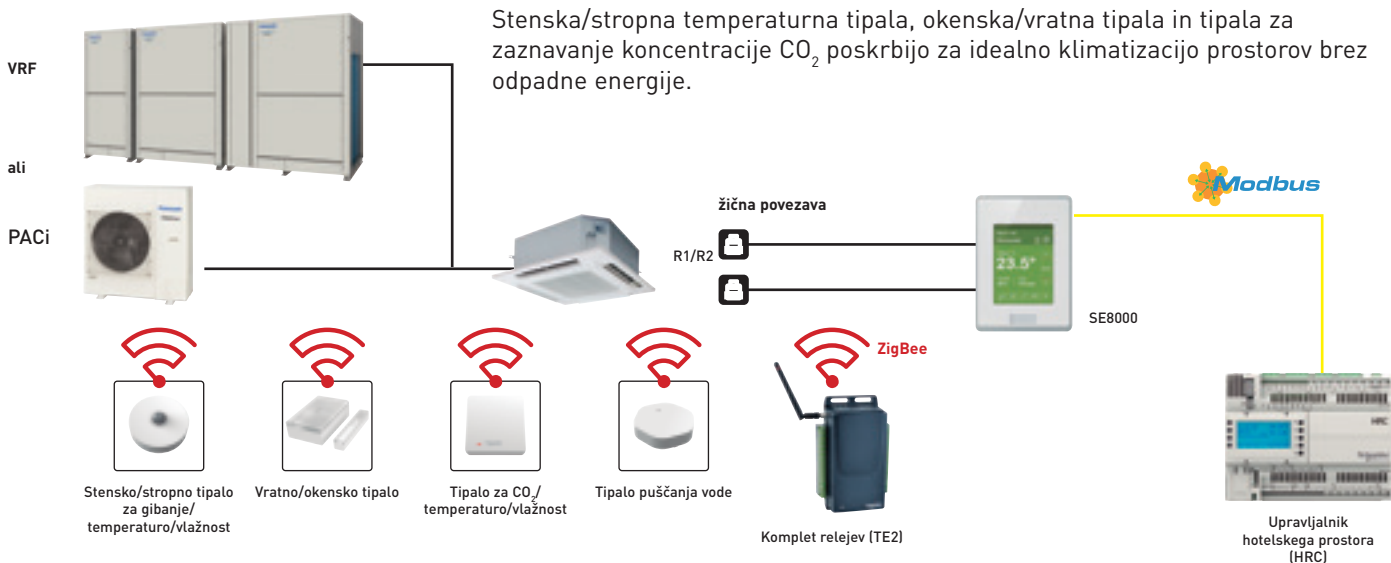 Stenska/stropna temperaturna tipala, okenska/vratna tipala in tipala za
zaznavanje koncentracije CO₂ poskrbijo za idealno klimatizacijo prostorov brez
odpadne energije.
VRF
ali
PACi
žična povezava
R1/R2
Modbus
23.5°
SE8000
ZigBee
HRC
Schneider
Stensko/stropno tipalo
za gibanje/
temperaturo/vlažnost
Vratno/okensko tipalo
Tipalo za CO₂/
temperaturo/vlažnost
Tipalo puščanja vode
Komplet relejev (TE2)
Upravljalnik
hotelskega prostora
(HRC)